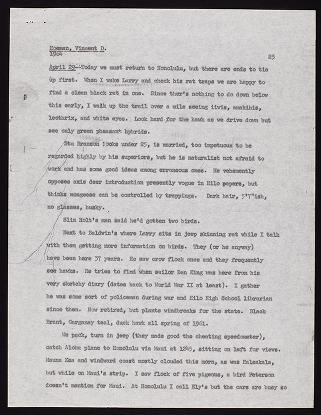 Roeman, Vincent D.
1964
25
April 29--Today we must return to Honolulu, but there are ends to tie
up first. When I wake Larry and check his rat traps we are happy to
find a clean black rat in one. Since ther's nothing to do down below
this early, I walk up the trail over a mile seeing iiwis, amakihis,
leothrix, and white eyes. Look hard for the hawk as we drive down but
see only green pheasant hybrids.
Stu Branson looks under 25, is married, too impetuous to be
regarded highly by his superiors, but he is naturalist not afraid to
work and has some good ideas among erroneous ones. He vehemently
opposes axis deer introduction presently vogue in Hilo papers, but
thinks mongeese can be controlled by trappings. Dark hair, 5'7"ish,
no glasses, husky.
Slim Holt's man said he'd gotten two birds.
Next to Baldwin's where Larry sits in jeep skinning rat while I talk
with them getting more information on birds. They (or he anyway)
have been here 37 years. He saw crow flock once and they frequently
see hawks. He tries to find when sailor Ken King was here from his
very sketchy diary (dates back to World War II at least). I gather
he was some sort of policeman during war and Hilo High School librarian
since then. Now retired, but plants windbreaks for the state. Black
Brant, Garganey teal, duck hawk all spring of 1961.
We pack, turn in jeep (they made good the cheating speedometer),
catch Aloha plane to Honolulu via Maui at 1245, sitting on left for views.
Mauna Kea and windward coast mostly clouded this morn, as was Haleakala,
but while on Maui's strip. I saw flock of five pigeons, a bird Peterson
doesn't mention for Maui. At Honolulu I call Ely's but the cars are busy so